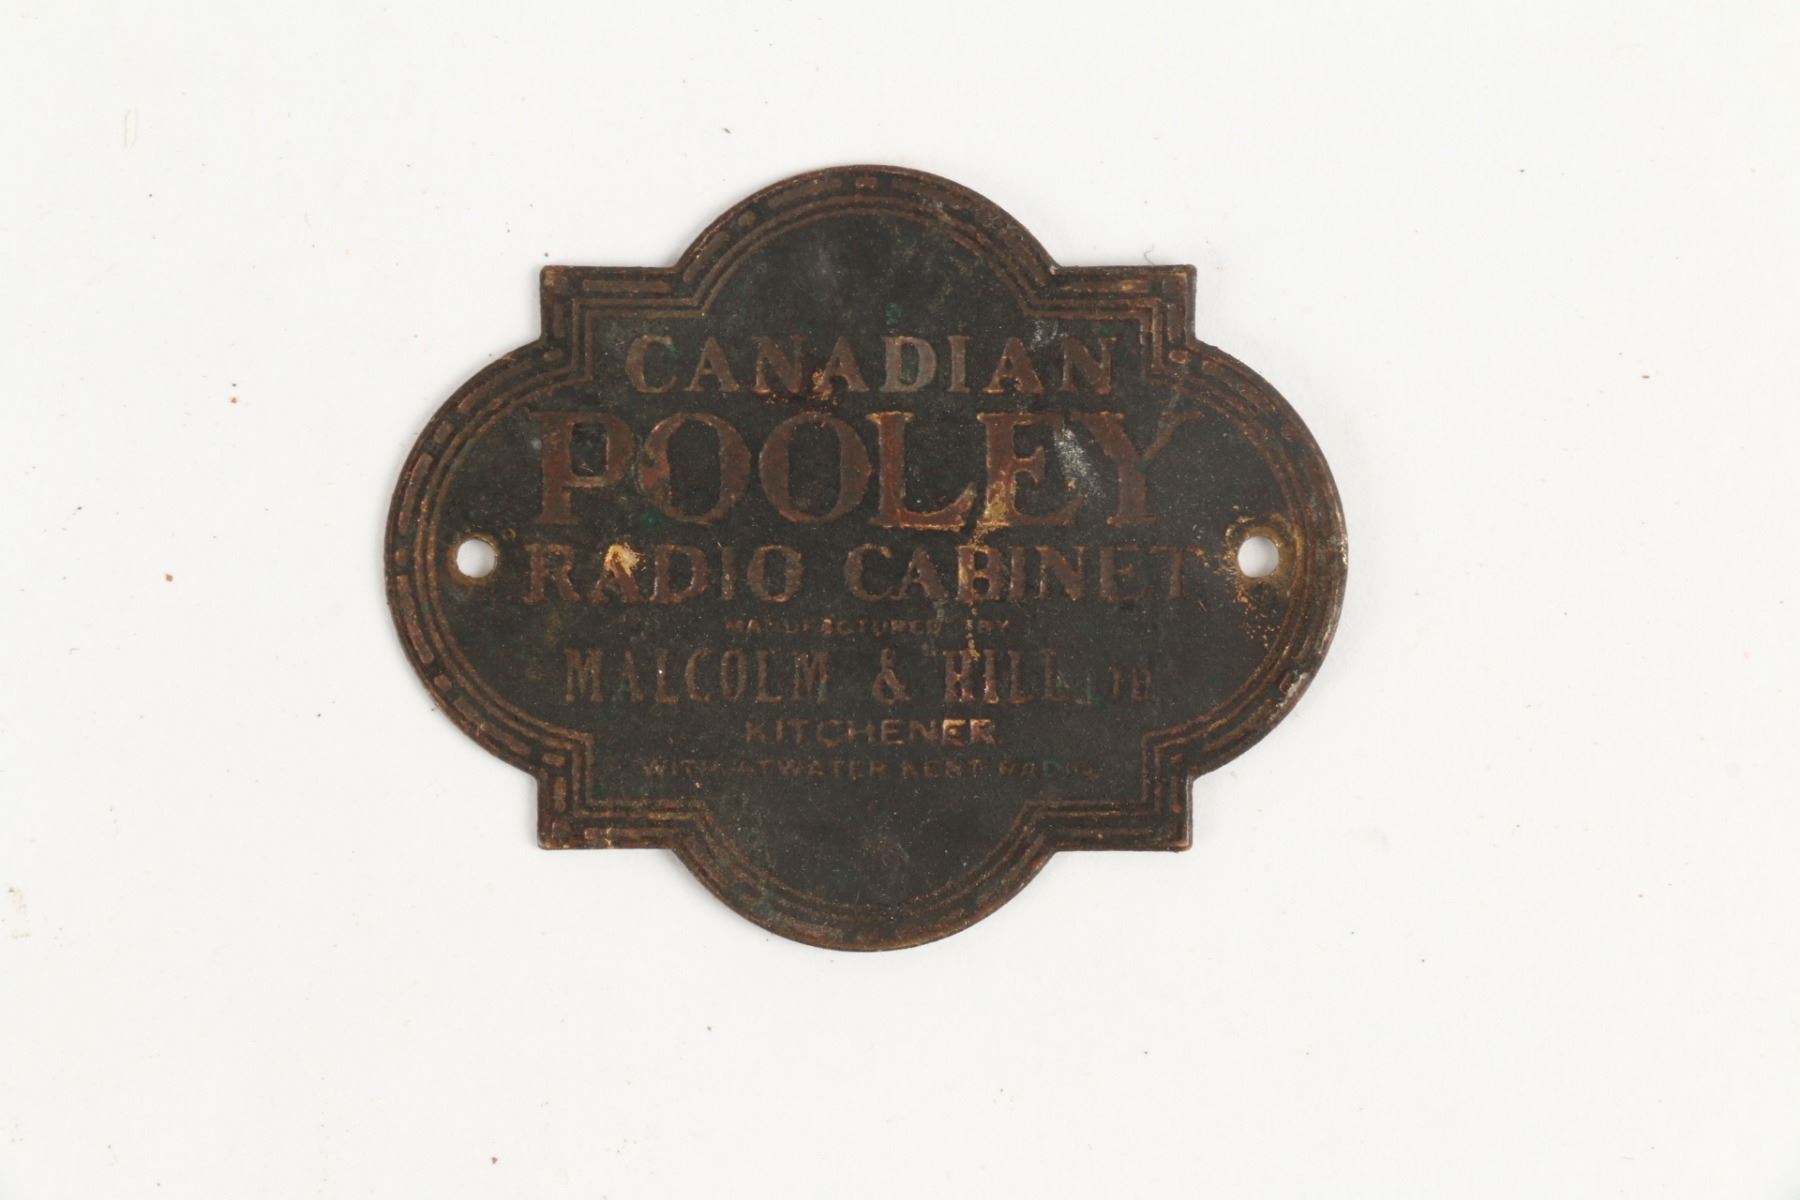 CANADIAN
POOLEY
RADIO CABINET
MANUFACTURED BY
MALCOLM & HILL LTD
KITCHENER
WITH ATWATER KENT RADIO